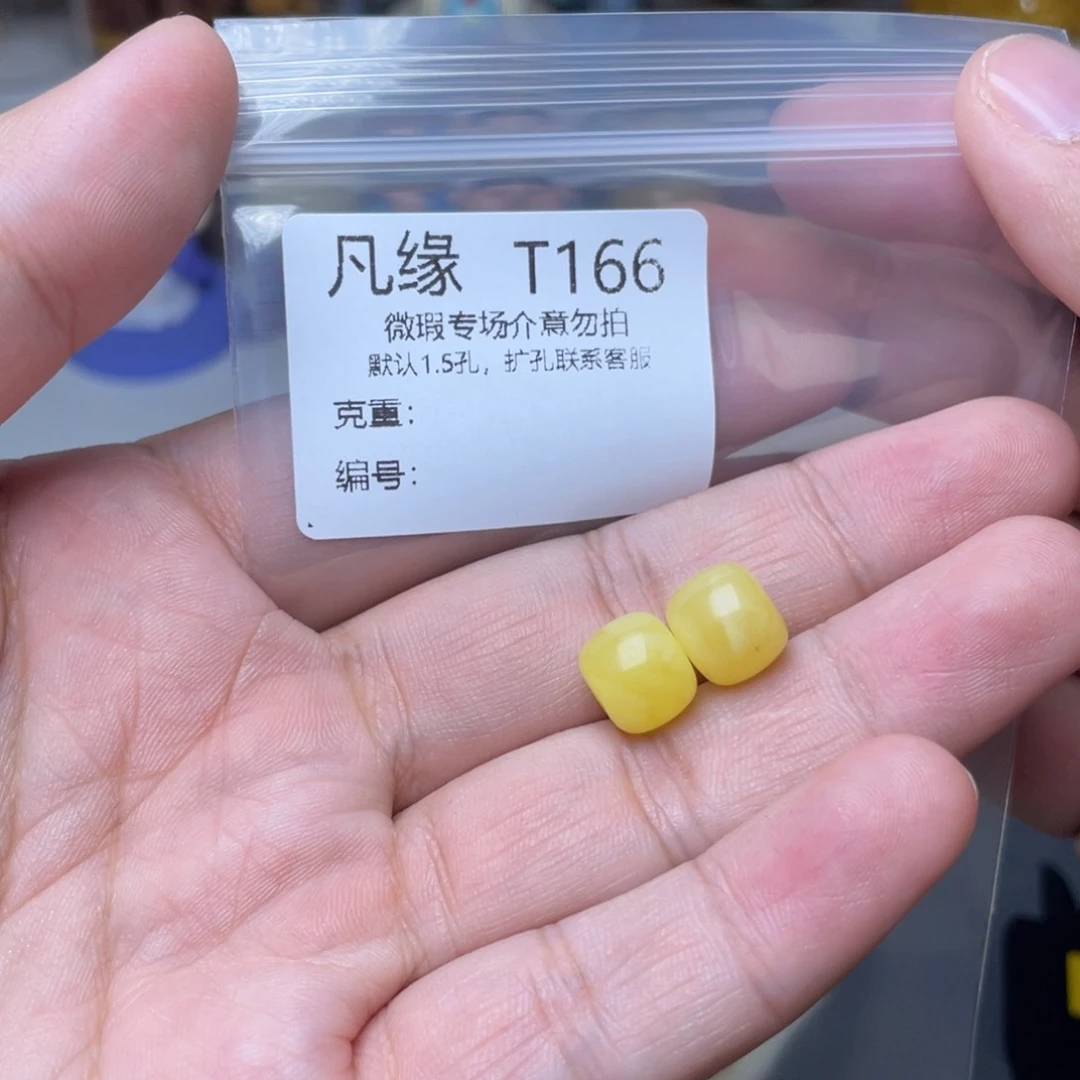 凡缘 T166
微瑕专场介意勿拍
默认1.5孔，扩孔联系客服
克重：
编号：